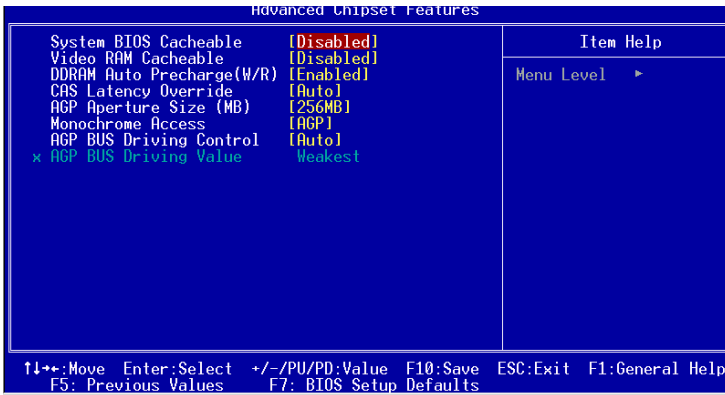 Advanced Chipset Features
System BIOS Cacheable [Disabled]
Video RAM Cacheable [Disabled]
DDRAM Auto Precharge(W/R) [Enabled]
CAS Latency Override [Auto]
AGP Aperture Size (MB) [256MB]
Monochrome Access [AGP]
AGP BUS Driving Control [Auto]
x AGP BUS Driving Value Weakest
Item Help
Menu Level ►
↑↓→←:Move Enter:Select +/-/PU/PD:Value F10:Save ESC:Exit F1:General Help
F5: Previous Values F7: BIOS Setup Defaults